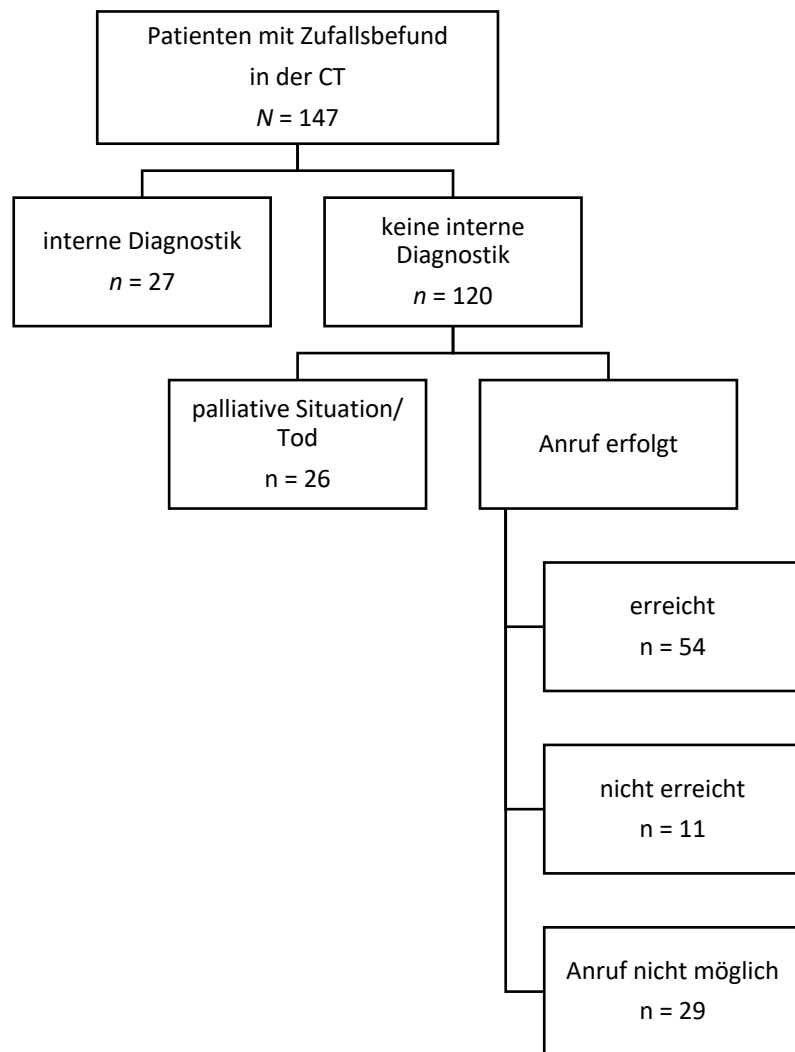 Patienten mit Zufallsbefund
in der CT
N = 147
interne Diagnostik
n = 27
keine interne
Diagnostik
n = 120
palliative Situation/
Tod
n = 26
Anruf erfolgt
erreicht
n = 54
nicht erreicht
n = 11
Anruf nicht möglich
n = 29